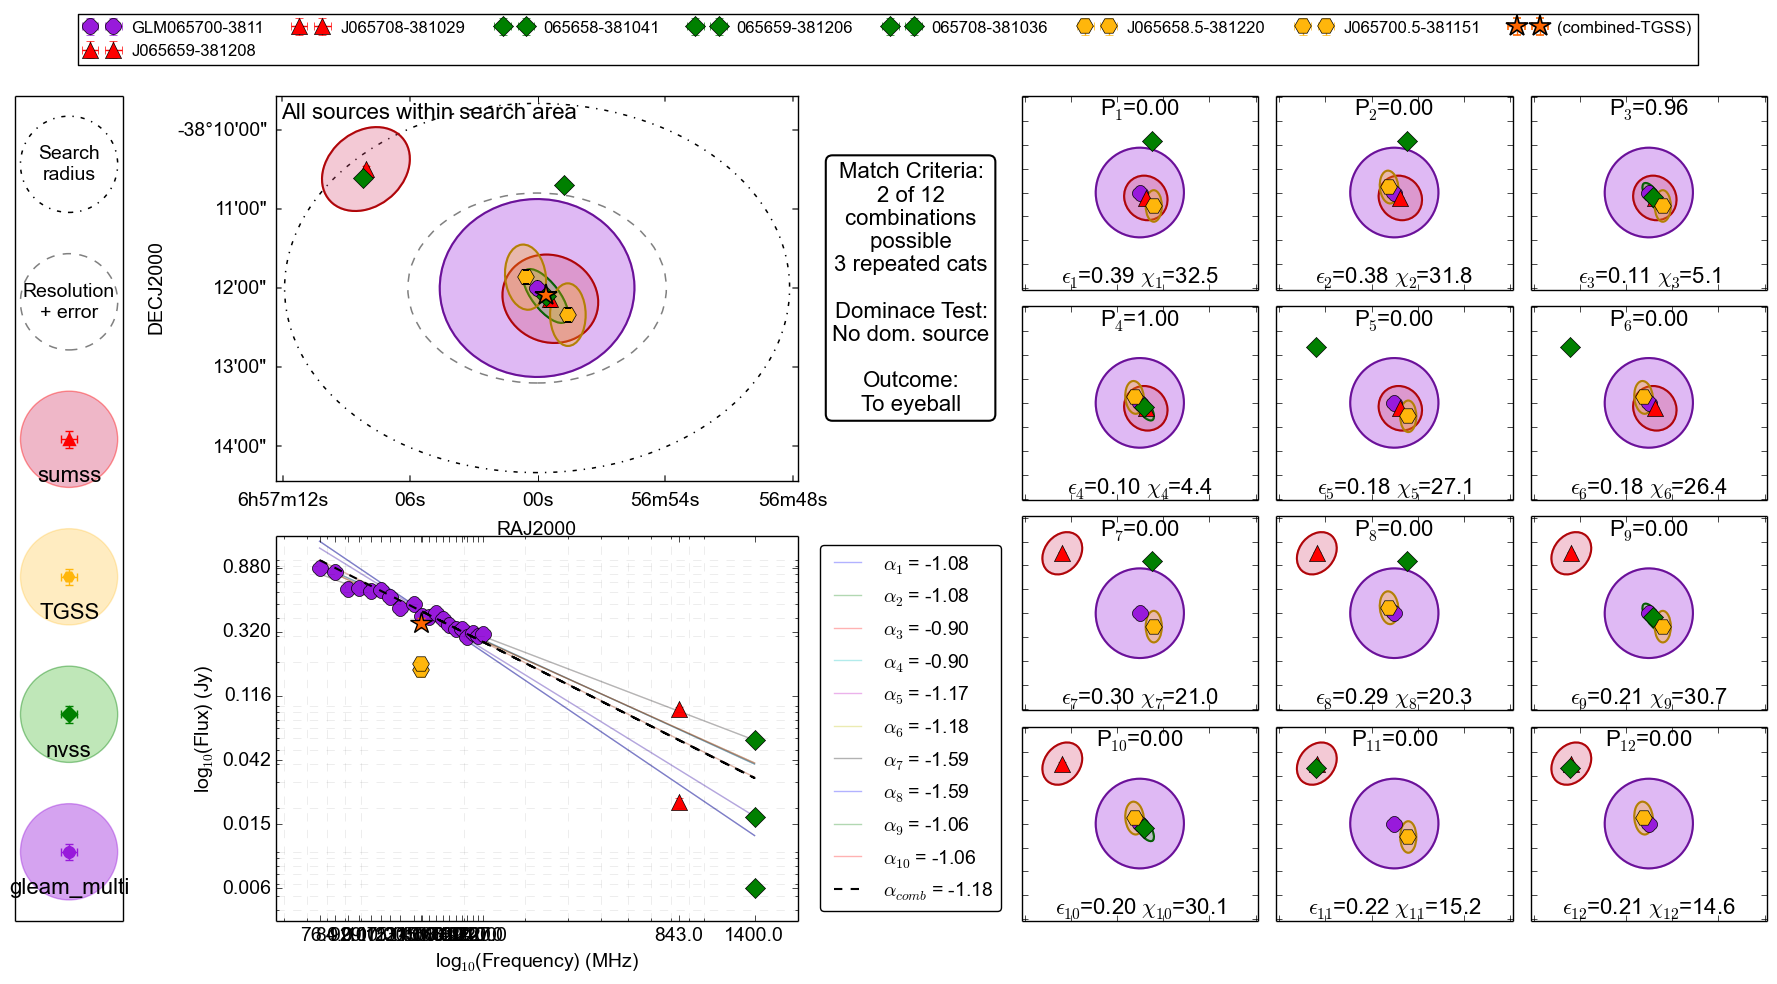 GLM065700-3811 J065708-381029 065658-381041 065659-381206 065708-381036 J065658.5-381220 J065700.5-381151 (combined-TGSS)
J065659-381208
Search
radius
Resolution
+ error
sumss
TGSS
nvss
gleam_multi
All sources within search area
DECJ2000
-38°10'00"
11'00"
12'00"
13'00"
14'00"
6h57m12s 06s 00s 56m54s 56m48s
RAJ2000
Match Criteria:
2 of 12
combinations
possible
3 repeated cats
Dominace Test:
No dom. source
Outcome:
To eyeball
log10(Flux) (Jy)
0.880
0.320
0.116
0.042
0.015
0.006
843.0 1400.0
log10(Frequency) (MHz)
α1 = -1.08
α2 = -1.08
α3 = -0.90
α4 = -0.90
α5 = -1.17
α6 = -1.18
α7 = -1.59
α8 = -1.59
α9 = -1.06
α10 = -1.06
αcomb = -1.18
P1=0.00 P2=0.00 P3=0.96
ϵ1=0.39 χ1=32.5 ϵ2=0.38 χ2=31.8 ϵ3=0.11 χ3=5.1
P4=1.00 P5=0.00 P6=0.00
ϵ4=0.10 χ4=4.4 ϵ5=0.18 χ5=27.1 ϵ6=0.18 χ6=26.4
P7=0.00 P8=0.00 P9=0.00
ϵ7=0.30 χ7=21.0 ϵ8=0.29 χ8=20.3 ϵ9=0.21 χ9=30.7
P10=0.00 P11=0.00 P12=0.00
ϵ10=0.20 χ10=30.1 ϵ11=0.22 χ11=15.2 ϵ12=0.21 χ12=14.6